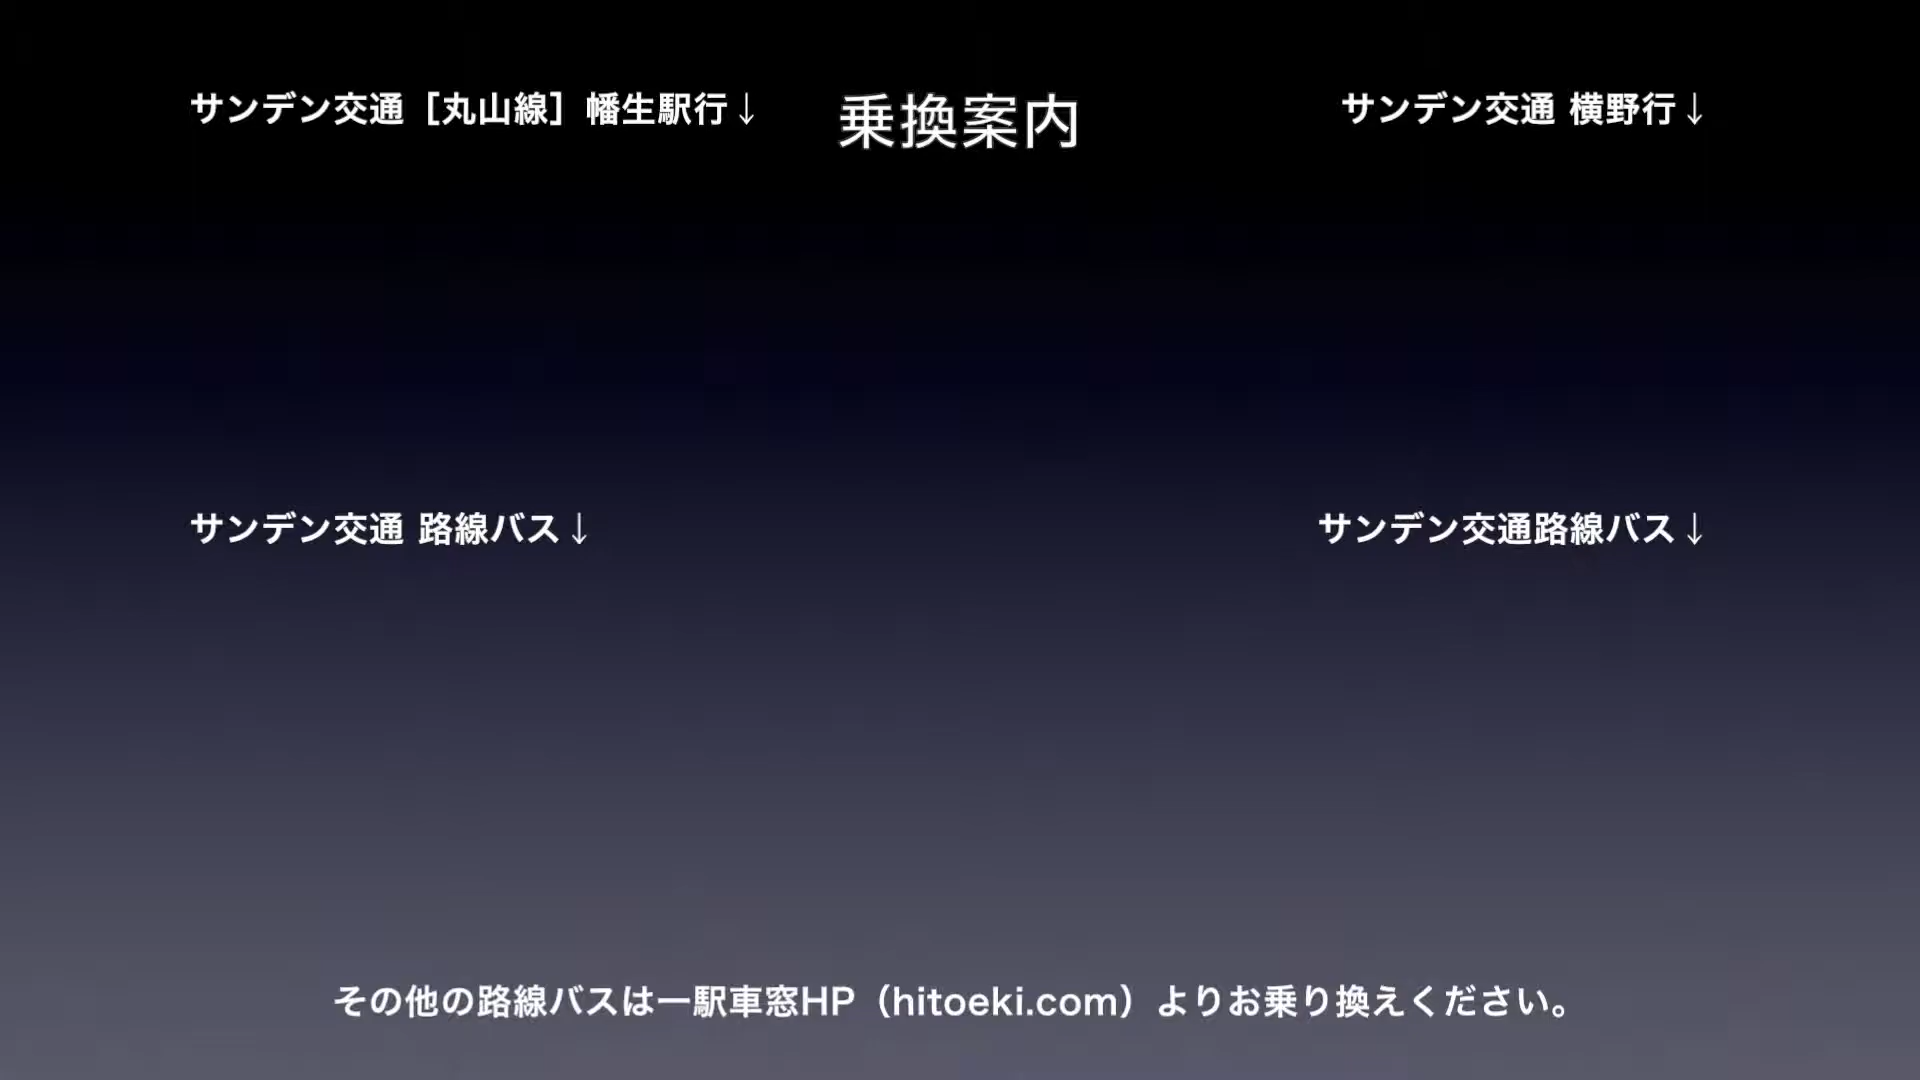 サンデン交通［丸山線］幡生駅行↓
乗換案内
サンデン交通 横野行↓
サンデン交通 路線バス↓
サンデン交通路線バス↓
その他の路線バスは一駅車窓HP（hitoeki.com）よりお乗り換えください。